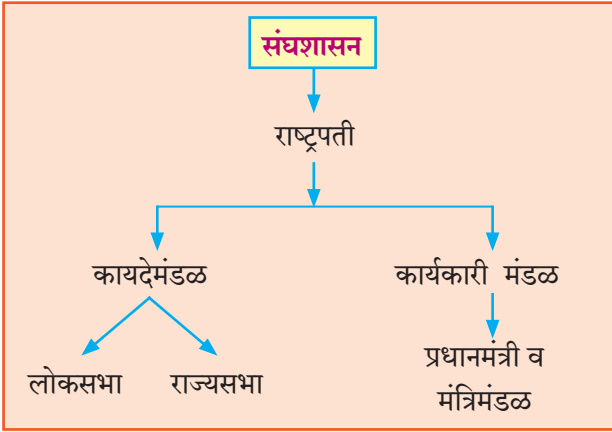 संघशासन
राष्ट्रपती
कायदेमंडळ
कार्यकारी मंडळ
लोकसभा
राज्यसभा
प्रधानमंत्री व
मंत्रिमंडळ